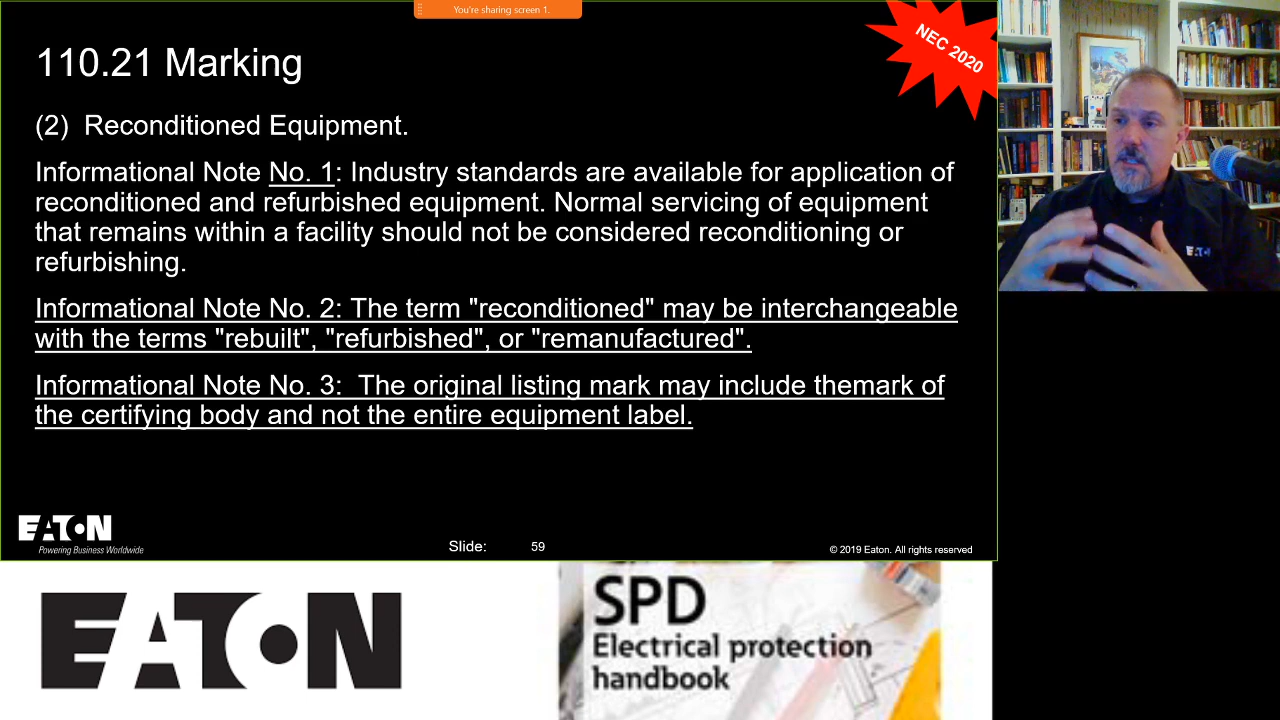 You're sharing screen 1.
110.21 Marking
NEC 2020
(2) Reconditioned Equipment.
Informational Note No. 1: Industry standards are available for application of
reconditioned and refurbished equipment. Normal servicing of equipment
that remains within a facility should not be considered reconditioning or
refurbishing.
Informational Note No. 2: The term "reconditioned" may be interchangeable
with the terms "rebuilt", "refurbished", or "remanufactured".
Informational Note No. 3: The original listing mark may include themark of
the certifying body and not the entire equipment label.
EATON
Powering Business Worldwide
Slide: 59
© 2019 Eaton. All rights reserved
EATON
EATON
SPD
Electrical protection
handbook